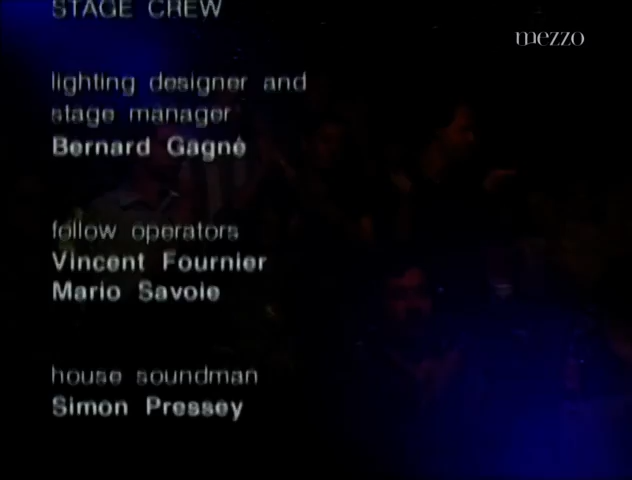 STAGE CREW
mezzo
lighting designer and
stage manager
Bernard Gagné
follow operators
Vincent Fournier
Mario Savoie
house soundman
Simon Pressey